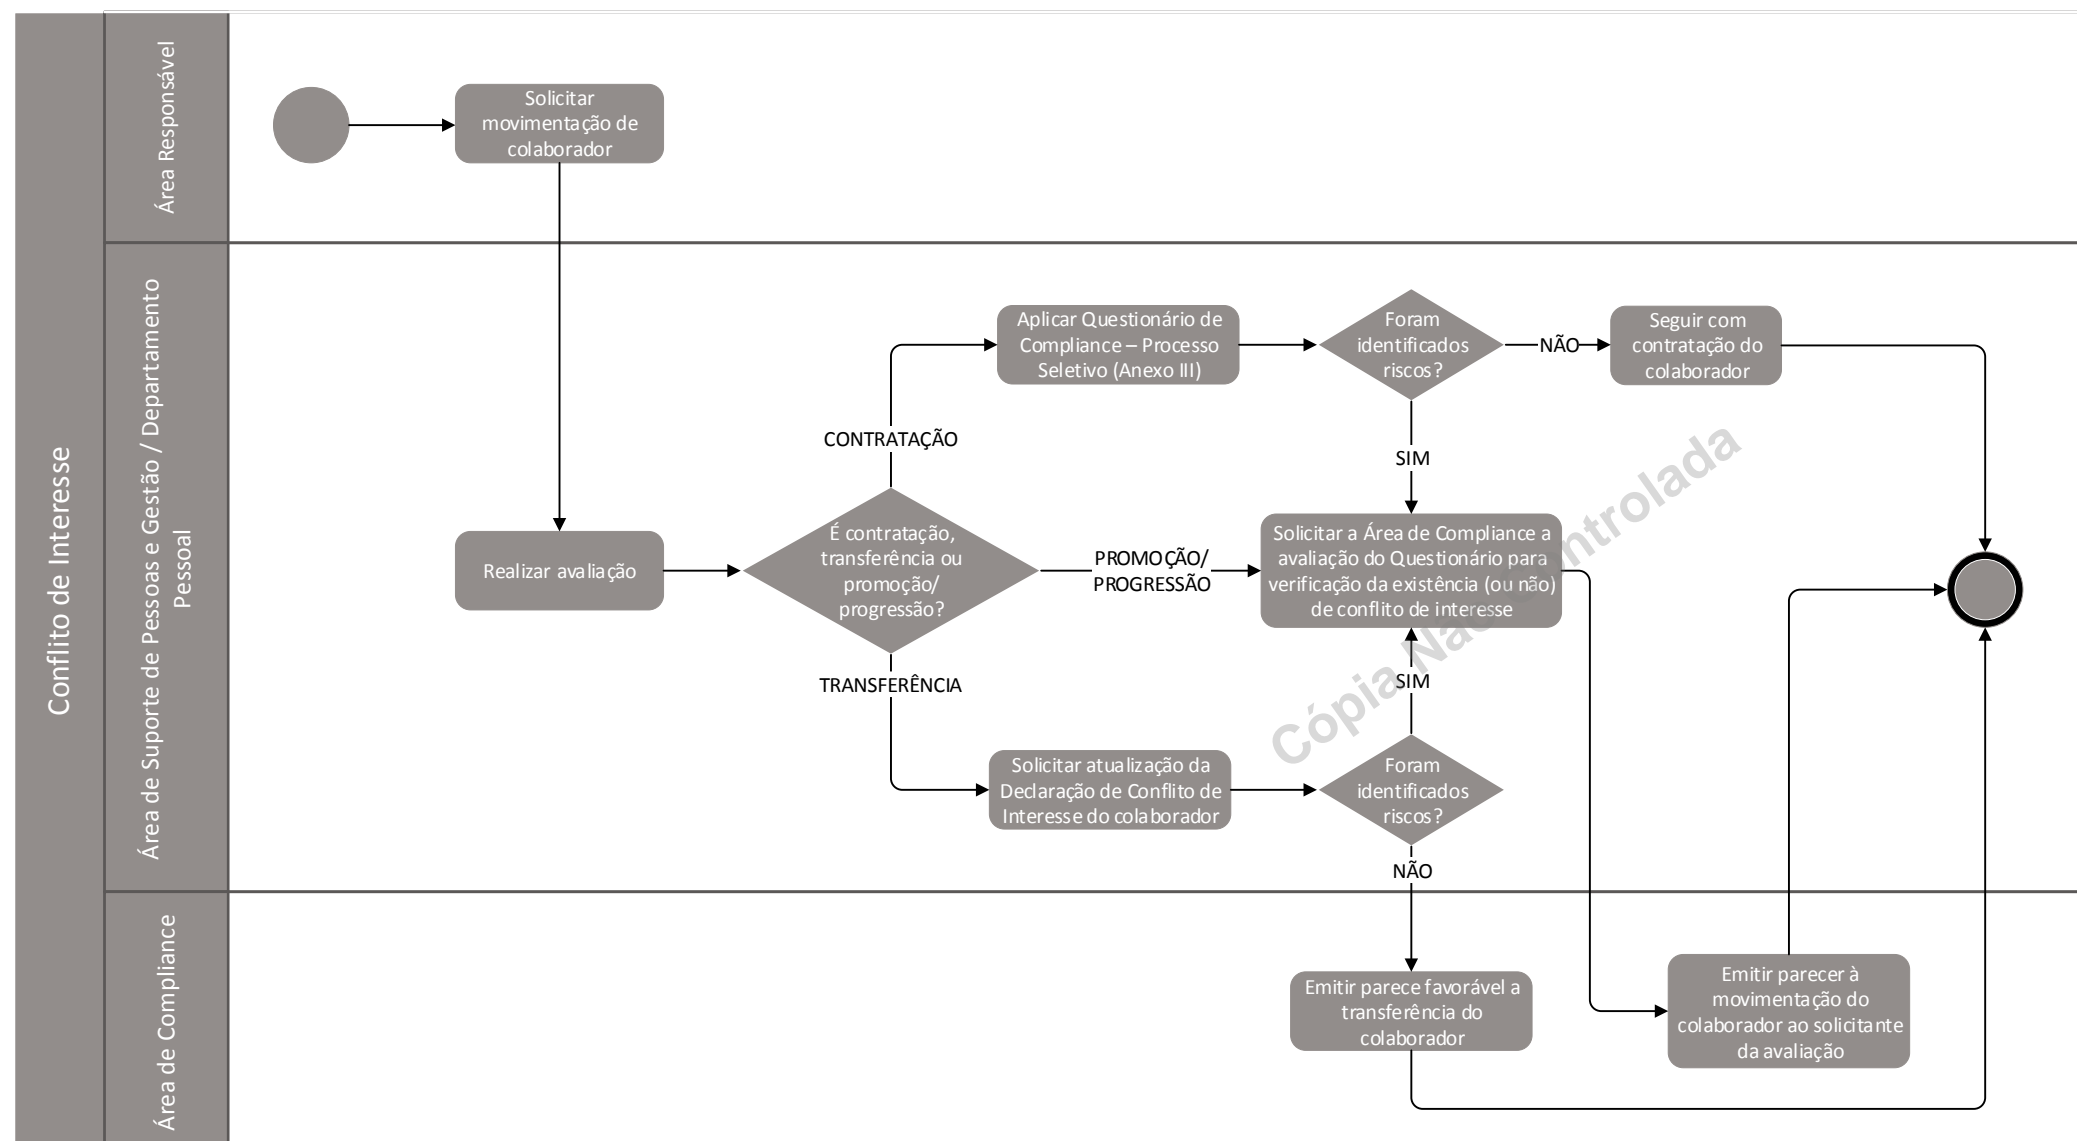 Conflito de Interesse
Área Responsável
Solicitar
movimentação de
colaborador
Área de Suporte de Pessoas e Gestão / Departamento
Pessoal
Realizar avaliação
É contratação,
transferência ou
promoção/
progressão?
CONTRATAÇÃO
Aplicar Questionário de
Compliance – Processo
Seletivo (Anexo III)
Foram
identificados
riscos?
NÃO
Seguir com
contratação do
colaborador
SIM
PROMOÇÃO/
PROGRESSÃO
Solicitar a Área de Compliance a
avaliação do Questionário para
verificação da existência (ou não)
de conflito de interesse
TRANSFERÊNCIA
Solicitar atualização da
Declaração de Conflito de
Interesse do colaborador
SIM
Foram
identificados
riscos?
NÃO
Área de Compliance
Emitir parece favorável a
transferência do
colaborador
Emitir parecer à
movimentação do
colaborador ao solicitante
da avaliação
Cópia Não Controlada